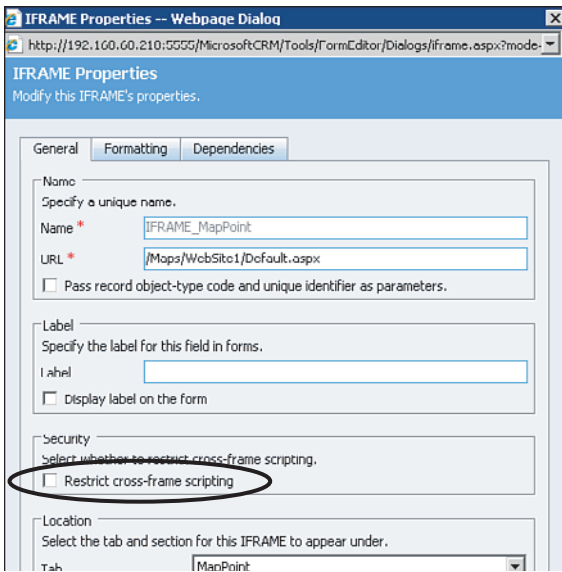 IFRAME Properties -- Webpage Dialog
http://192.160.60.210:5555/MicrosoftCRM/Tools/FormEditor/Dialogs/iframe.aspx?mode-
IFRAME Properties
Modify this IFRAME's properties.
General Formatting Dependencies
Name
Specify a unique name.
Name * IFRAME_MapPoint
URL * /Maps/WebSite1/Default.aspx
Pass record object-type code and unique identifier as parameters.
Label
Specify the label for this field in forms.
Label
Display label on the form
Security
Select whether to restrict cross-frame scripting.
Restrict cross-frame scripting
Location
Select the tab and section for this IFRAME to appear under.
Tab MapPoint